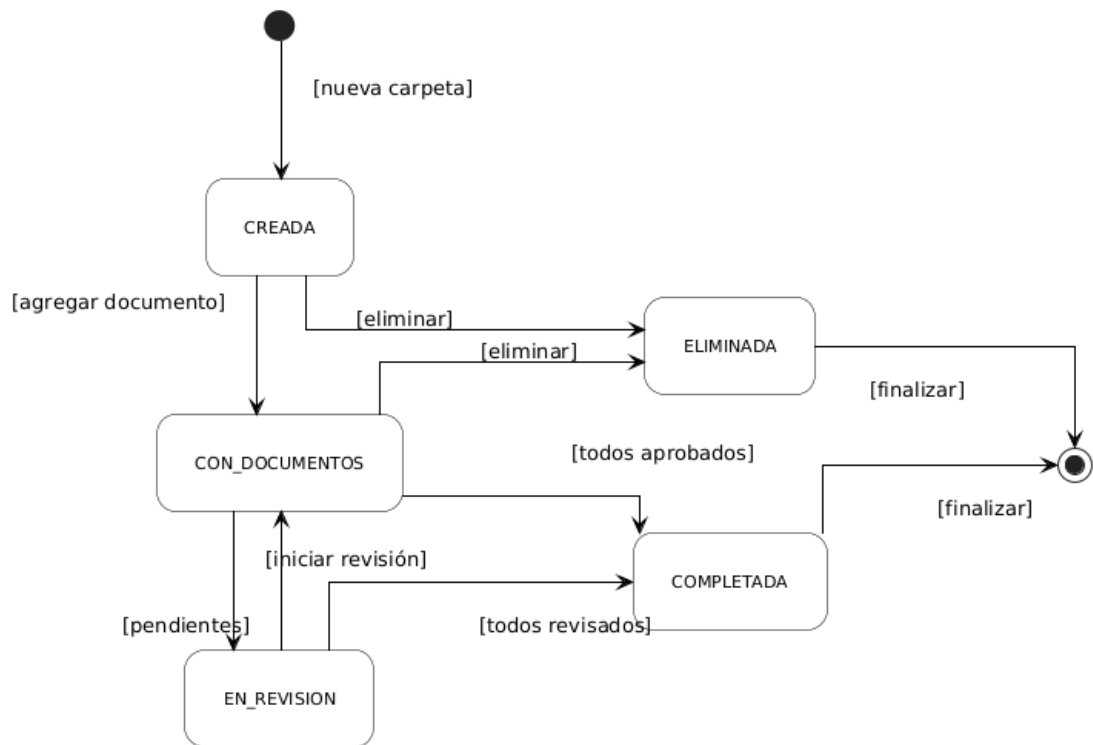 [nueva carpeta]
CREADA
[agregar documento]
[eliminar]
ELIMINADA
[eliminar]
[finalizar]
CON_DOCUMENTOS
[todos aprobados]
[finalizar]
[iniciar revisión]
COMPLETADA
[pendientes]
[todos revisados]
EN_REVISION